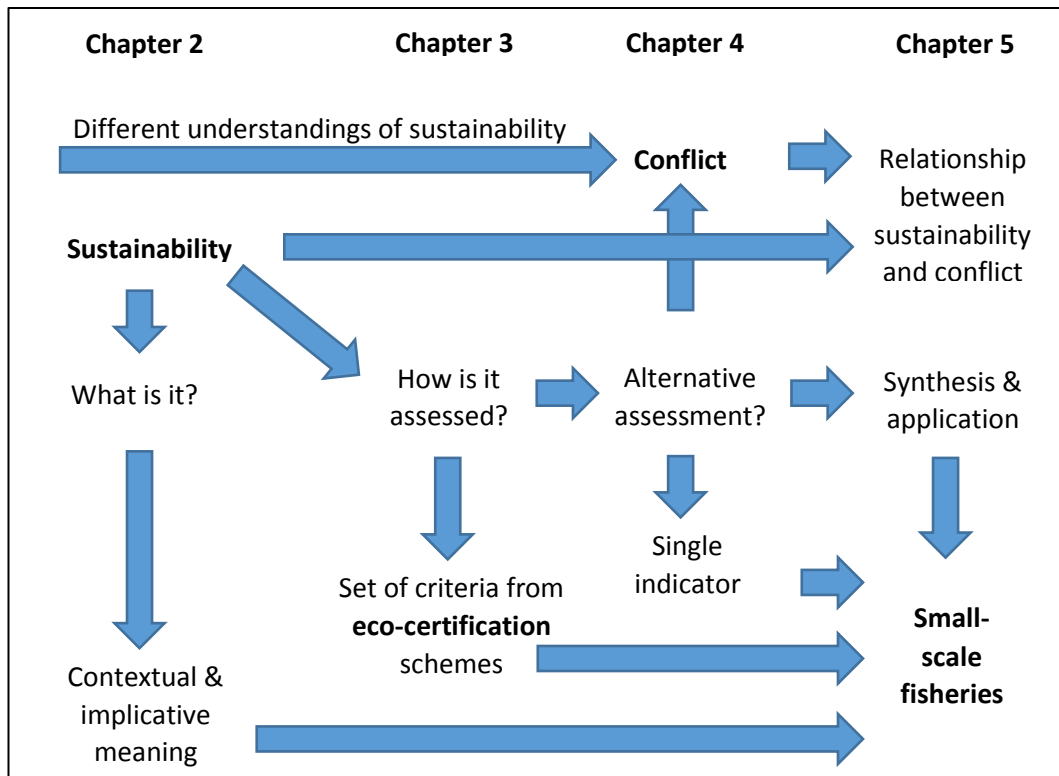 Chapter 2
Chapter 3
Chapter 4
Chapter 5
Different understandings of sustainability
Conflict
Relationship
between
sustainability
and conflict
Sustainability
What is it?
How is it
assessed?
Alternative
assessment?
Synthesis &
application
Single
indicator
Set of criteria from
eco-certification
schemes
Small-
scale
fisheries
Contextual &
implicative
meaning